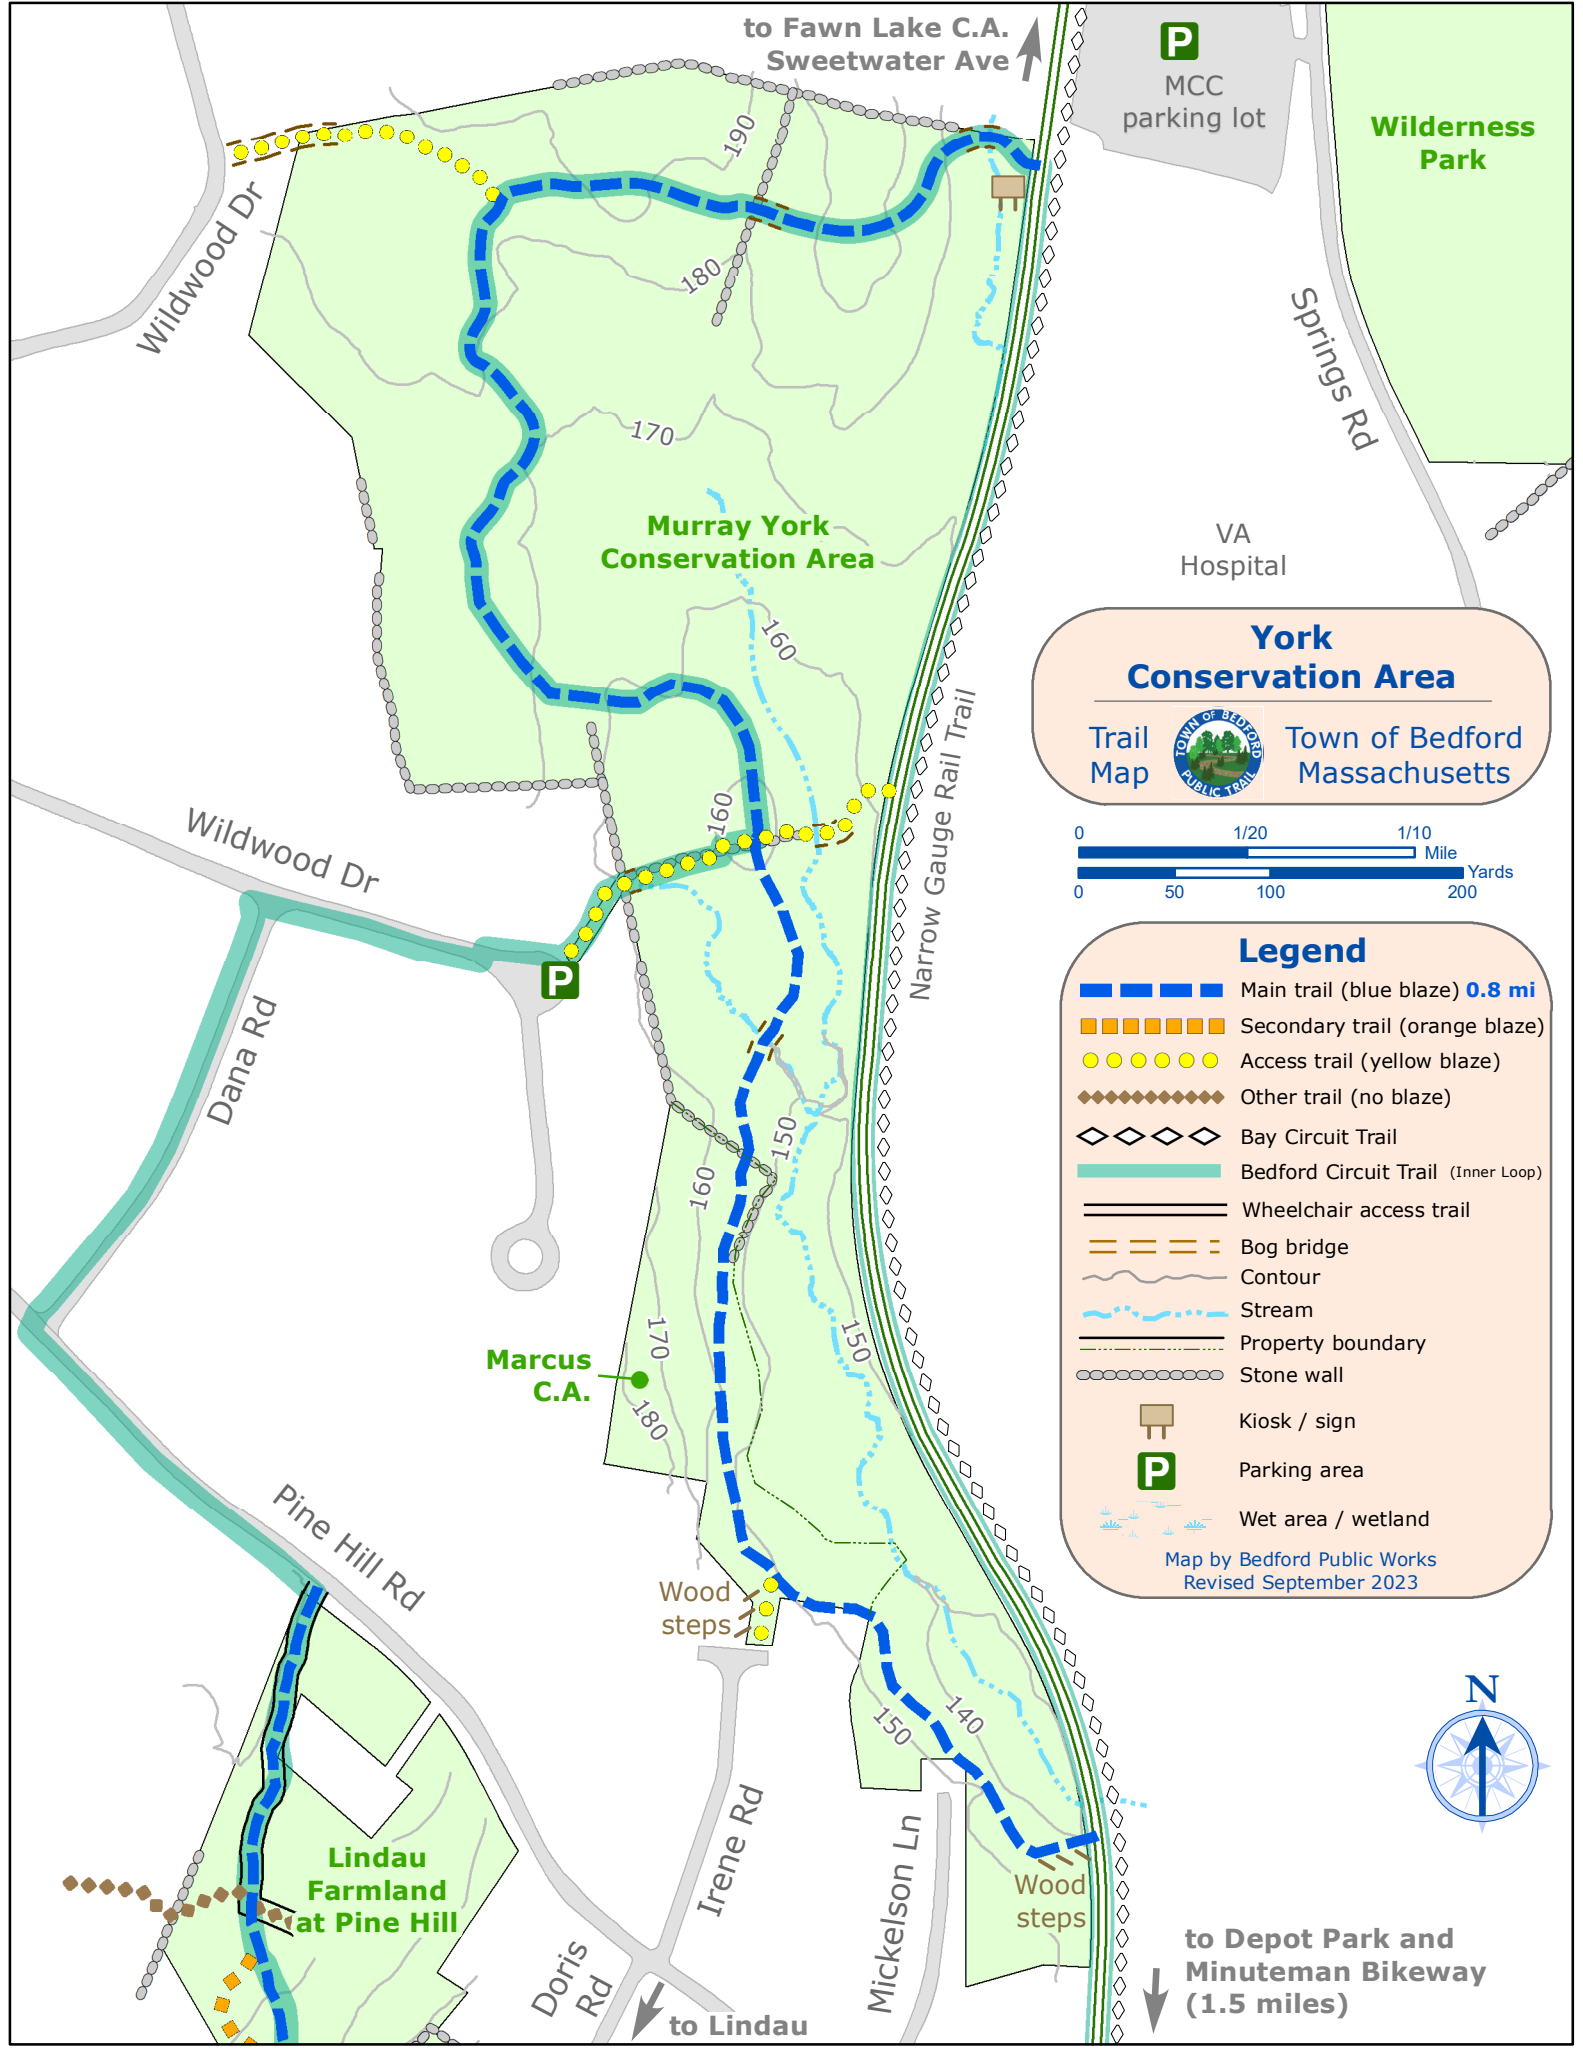 to Fawn Lake C.A.
Sweetwater Ave
P
MCC
parking lot
Wilderness
Park
190
Wildwood Dr
180
Springs Rd
170
Murray York
Conservation Area
VA
Hospital
160
York
Conservation Area
Trail
Map
TOWN OF BEDFORD
PUBLIC TRAIL
Town of Bedford
Massachusetts
Narrow Gauge Rail Trail
160
Wildwood Dr
0 1/20 1/10
Mile
Yards
0 50 100 200
P
Dana Rd
Legend
Main trail (blue blaze) 0.8 mi
Secondary trail (orange blaze)
Access trail (yellow blaze)
Other trail (no blaze)
Bay Circuit Trail
Bedford Circuit Trail (Inner Loop)
Wheelchair access trail
Bog bridge
Contour
Stream
Property boundary
Stone wall
Kiosk / sign
P
Parking area
Wet area / wetland
Map by Bedford Public Works
Revised September 2023
150
160
170
150
Marcus
C.A.
180
Pine Hill Rd
Wood
steps
150
140
N
Irene Rd
Mickelson Ln
Lindau
Farmland
at Pine Hill
Wood
steps
Doris
Rd
to Lindau
to Depot Park and
Minuteman Bikeway
(1.5 miles)